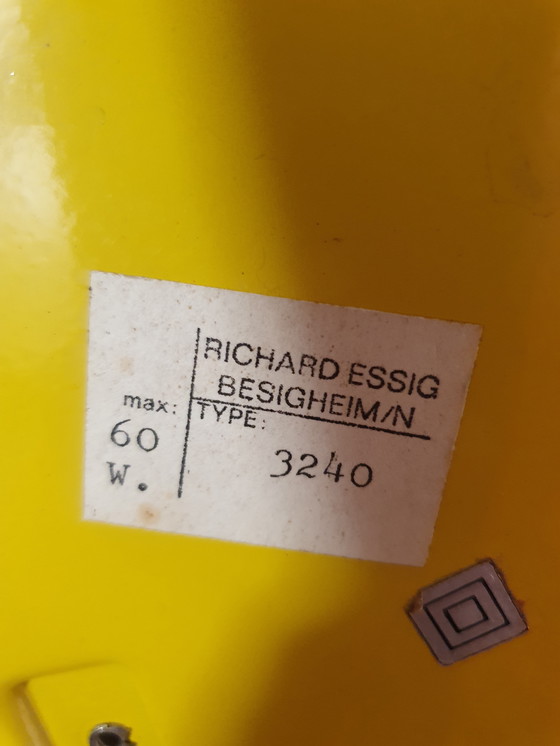 RICHARD ESSIG
BESIGHEIM/N
max:
60
W.
TYPE:
3240